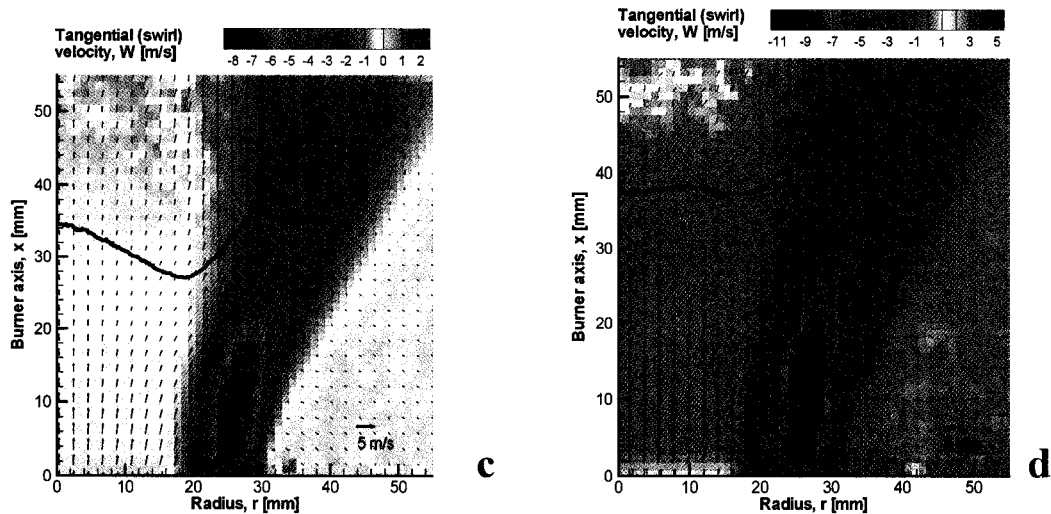 Tangential (swirl)
velocity, W [m/s]
-8 -7 -6 -5 -4 -3 -2 -1 0 1 2
50
40
30
20
10
0
Burner axis, x [mm]
0 10 20 30 40 50
Radius, r [mm]
5 m/s
c
Tangential (swirl)
velocity, W [m/s]
-11 -9 -7 -5 -3 -1 1 3 5
50
40
30
20
10
0
Burner axis, x [mm]
0 10 20 30 40 50
Radius, r [mm]
d